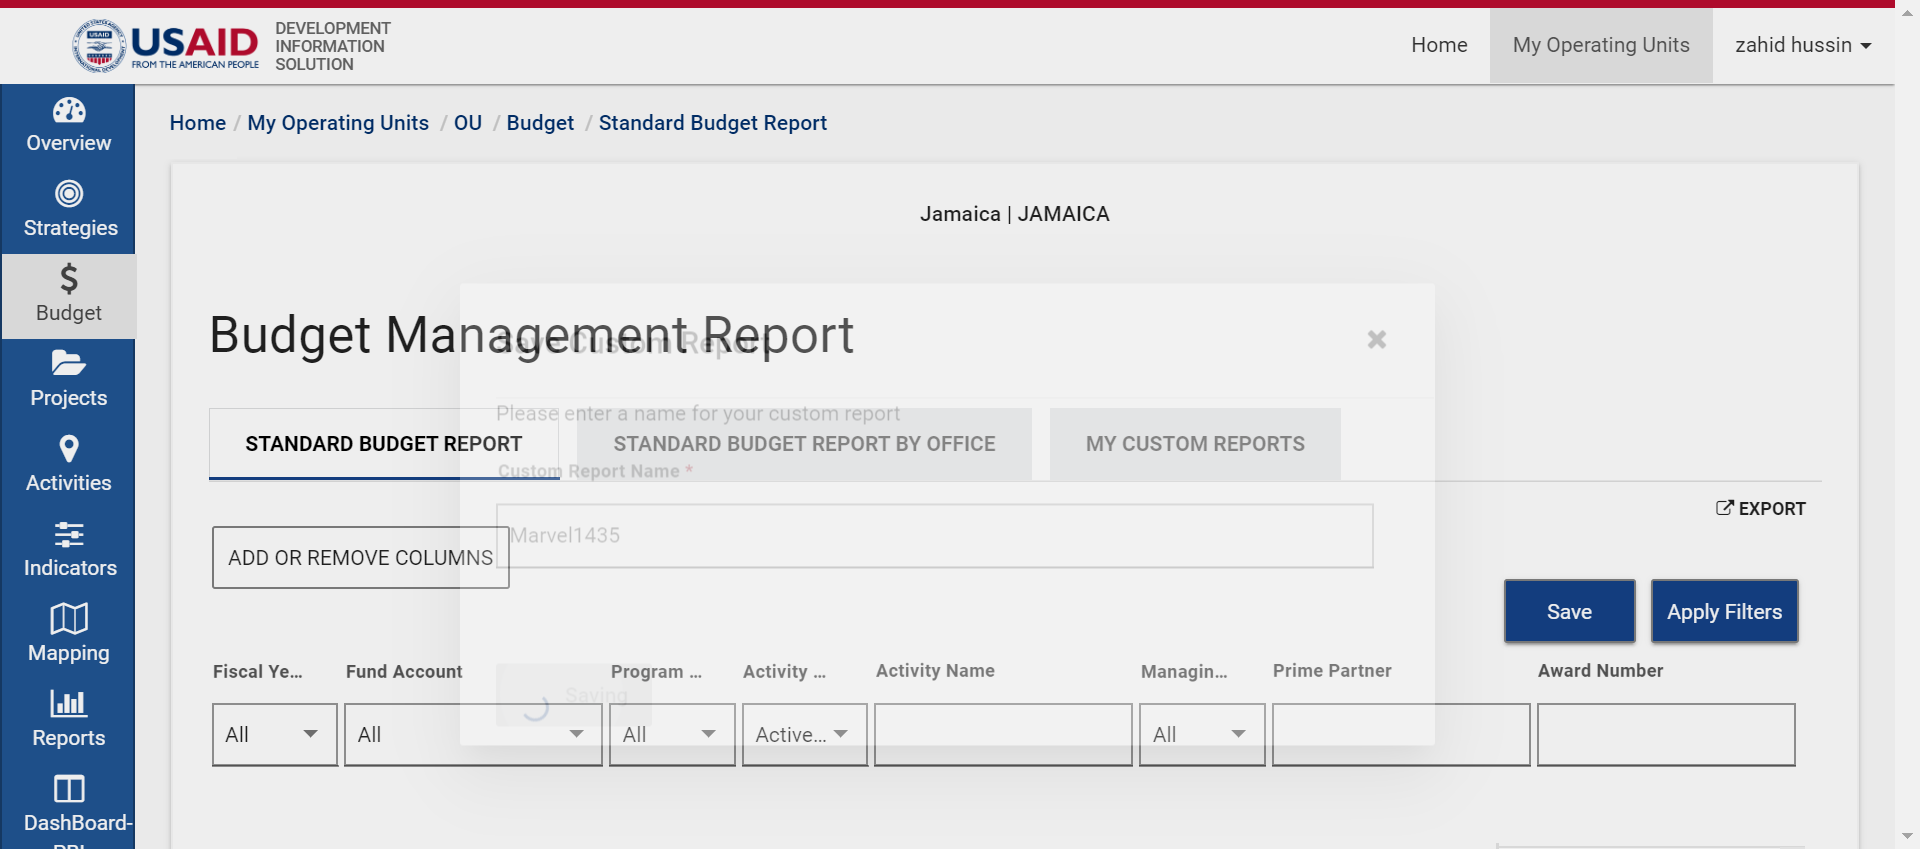 USAID
FROM THE AMERICAN PEOPLE
DEVELOPMENT
INFORMATION
SOLUTION
Home
My Operating Units
zahid hussin
Overview
Strategies
Budget
Projects
Activities
Indicators
Mapping
Reports
DashBoard-
Home / My Operating Units / OU / Budget / Standard Budget Report
Jamaica | JAMAICA
Budget Management Report
Save Custom Report
Please enter a name for your custom report
STANDARD BUDGET REPORT
STANDARD BUDGET REPORT BY OFFICE
MY CUSTOM REPORTS
Custom Report Name *
EXPORT
Marvel1435
ADD OR REMOVE COLUMNS
Save
Apply Filters
Fiscal Ye...
Fund Account
Program ...
Activity ...
Activity Name
Managin...
Prime Partner
Award Number
Saving
All
All
All
Active...
All